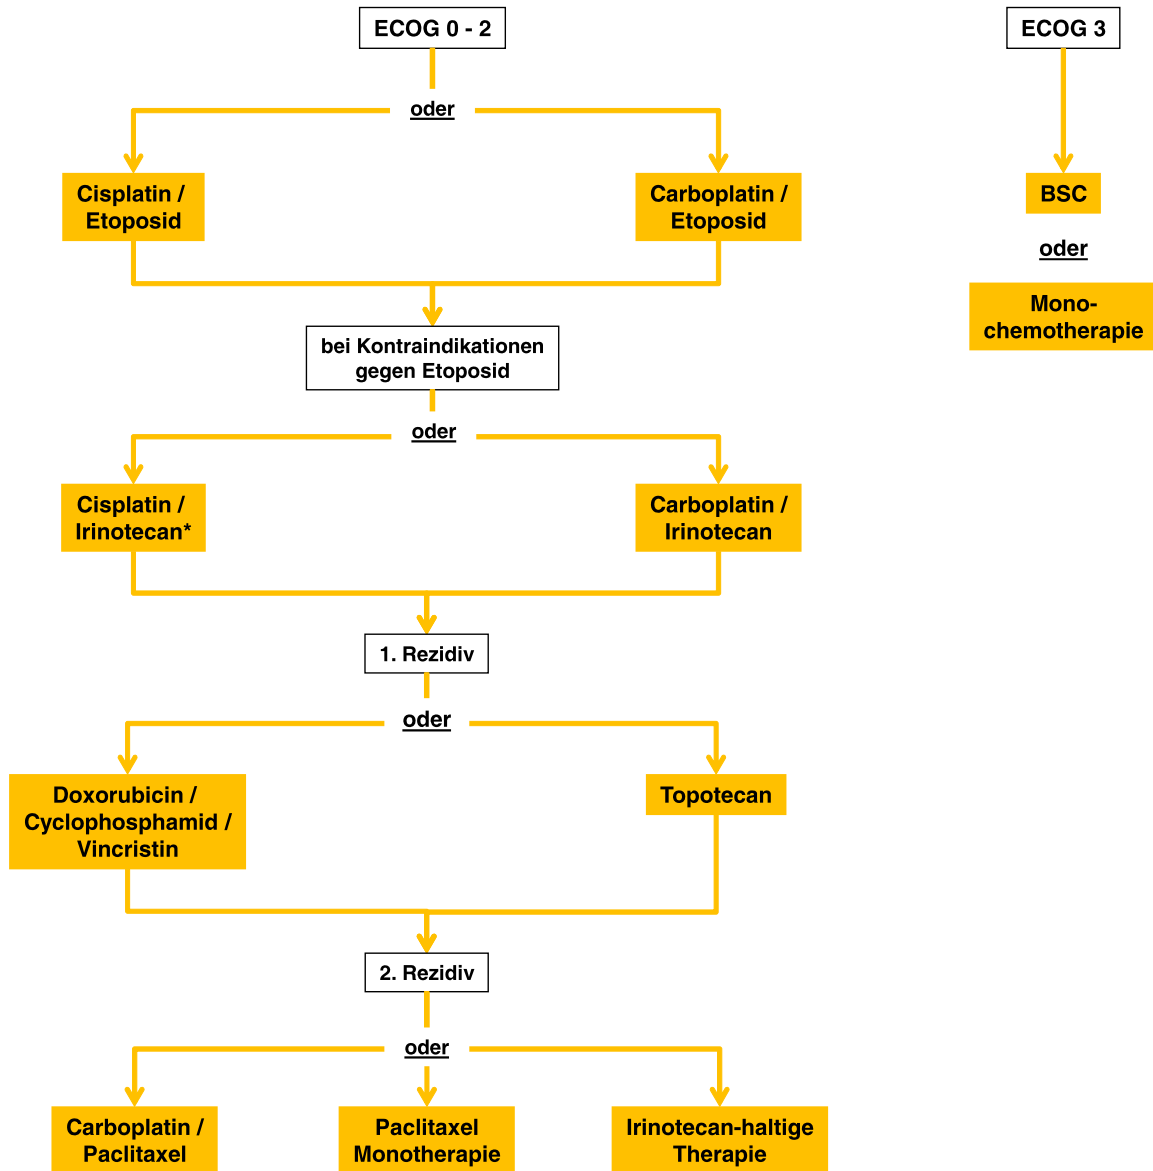 ECOG 0 - 2
oder
Cisplatin /
Etoposid
Carboplatin /
Etoposid
bei Kontraindikationen
gegen Etoposid
oder
Cisplatin /
Irinotecan*
Carboplatin /
Irinotecan
1. Rezidiv
oder
Doxorubicin /
Cyclophosphamid /
Vincristin
Topotecan
2. Rezidiv
oder
Carboplatin /
Paclitaxel
Paclitaxel
Monotherapie
Irinotecan-haltige
Therapie
ECOG 3
BSC
oder
Mono-
chemotherapie